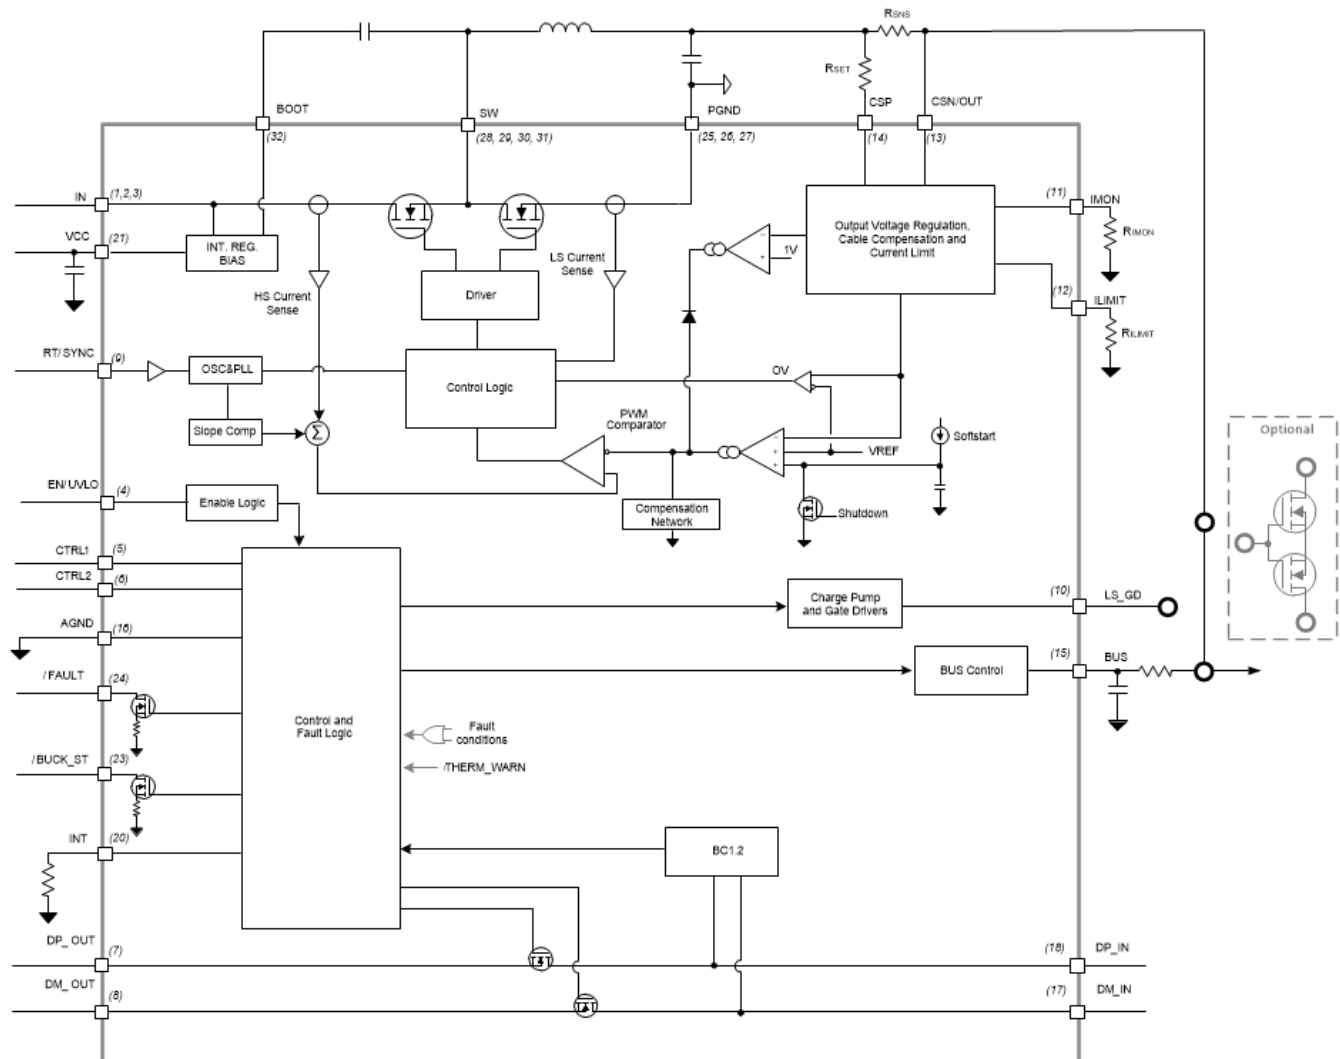 RSNS
RSET
BOOT
SW
PGND
CSP
CSN/OUT
(32)
(28, 29, 30, 31)
(25, 26, 27)
(14)
(13)
IN
(1,2,3)
(11)
IMON
VCC
(21)
INT. REG.
BIAS
LS Current
Sense
Output Voltage Regulation,
Cable Compensation and
Current Limit
1V
RIMON
HS Current
Sense
Driver
(12)
ILIMIT
RILIMIT
RT/SYNC
(9)
OSC&PLL
Control Logic
OV
Slope Comp
Σ
PWM
Comparator
VREF
Softstart
Optional
EN/UVLO
(4)
Enable Logic
Compensation
Network
Shutdown
CTRL1
(5)
CTRL2
(6)
Charge Pump
and Gate Drivers
(10)
LS_GD
AGND
(16)
/FAULT
(24)
BUS Control
(15)
BUS
Control and
Fault Logic
Fault
conditions
/BUCK_ST
(23)
/THERM_WARN
INT
(20)
BC1.2
DP_OUT
(7)
(18)
DP_IN
DM_OUT
(8)
(17)
DM_IN